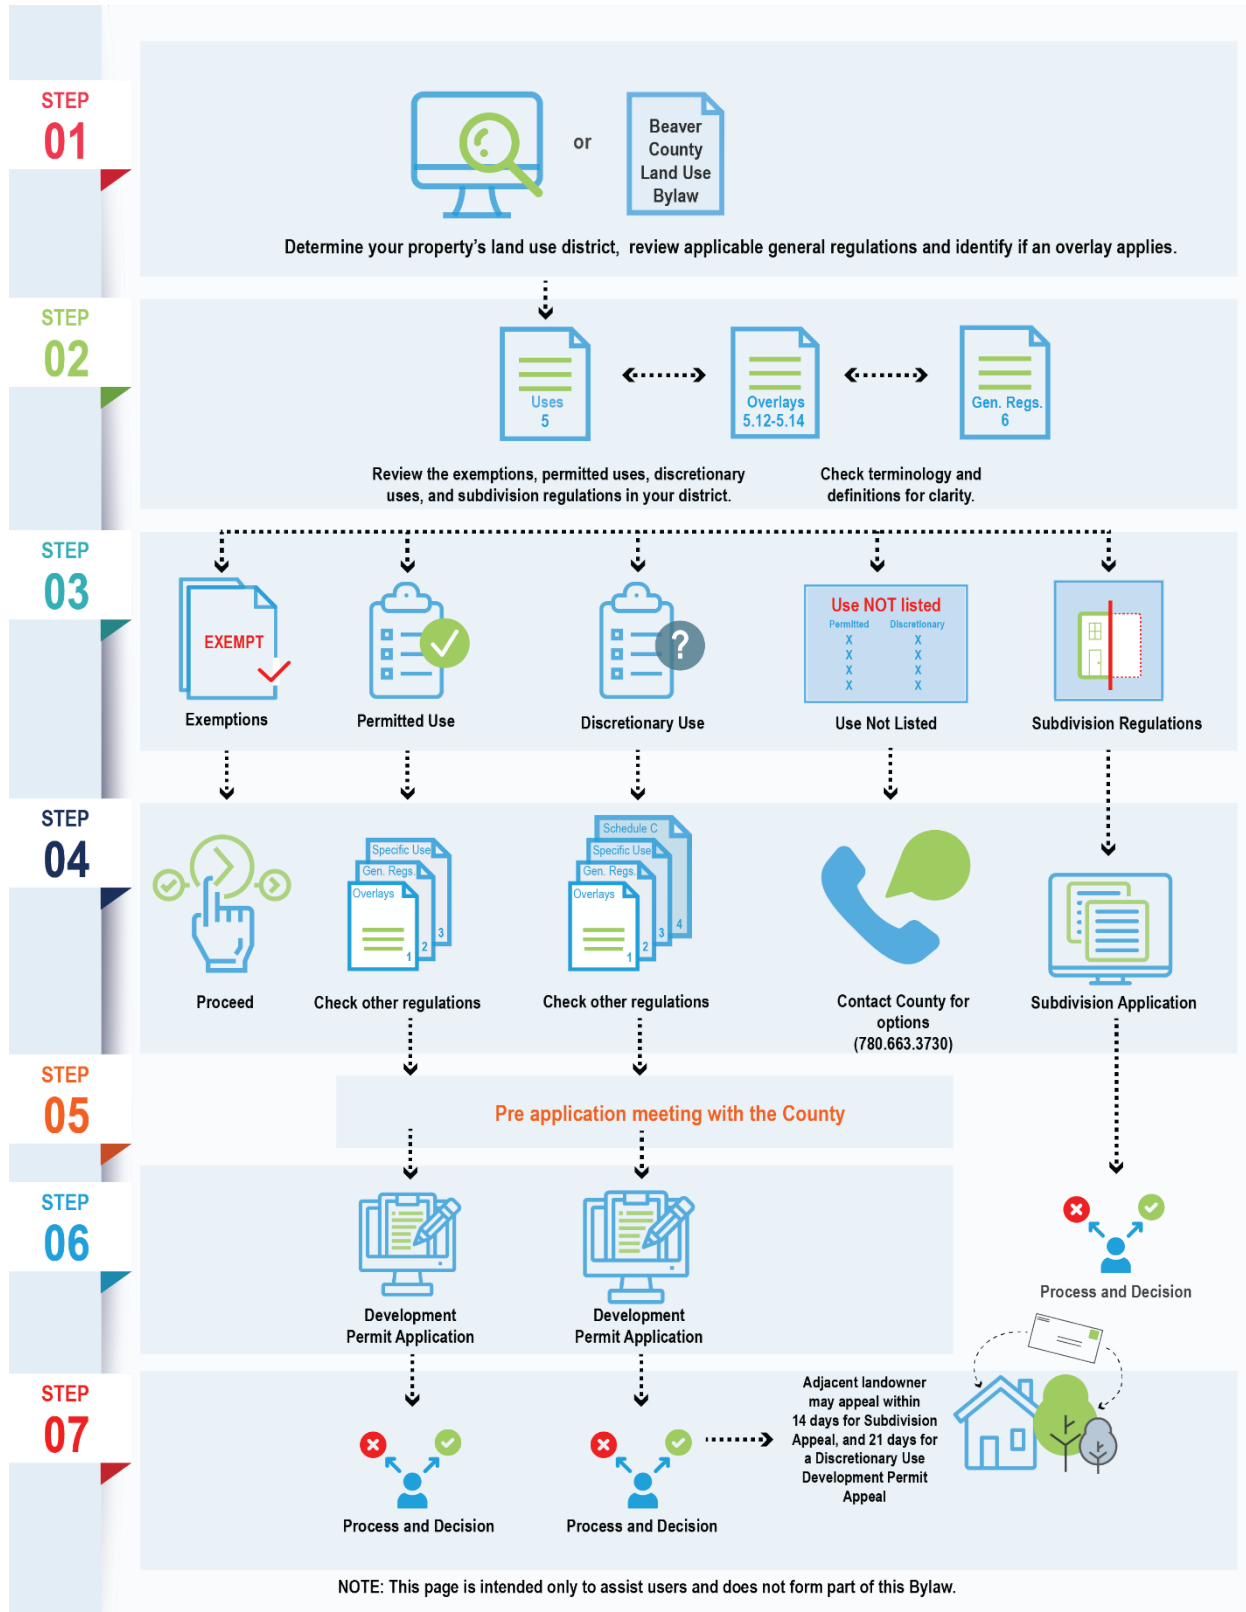 STEP
01
or
Beaver
County
Land Use
Bylaw
Determine your property's land use district, review applicable general regulations and identify if an overlay applies.
STEP
02
Uses
5
Overlays
5.12-5.14
Gen. Regs.
6
Review the exemptions, permitted uses, discretionary
uses, and subdivision regulations in your district.
Check terminology and
definitions for clarity.
STEP
03
EXEMPT
Exemptions
Permitted Use
?
Discretionary Use
Use NOT listed
Permitted Discretionary
X X
X X
X X
X X
Use Not Listed
Subdivision Regulations
STEP
04
Proceed
Specific Use
Gen. Regs.
Overlays
3
2
1
Check other regulations
Schedule C
Specific Use
Gen. Regs.
Overlays
4
3
2
1
Check other regulations
Contact County for
options
(780.663.3730)
Subdivision Application
STEP
05
Pre application meeting with the County
STEP
06
Development
Permit Application
Development
Permit Application
Process and Decision
STEP
07
Process and Decision
Process and Decision
Adjacent landowner
may appeal within
14 days for Subdivision
Appeal, and 21 days for
a Discretionary Use
Development Permit
Appeal
NOTE: This page is intended only to assist users and does not form part of this Bylaw.